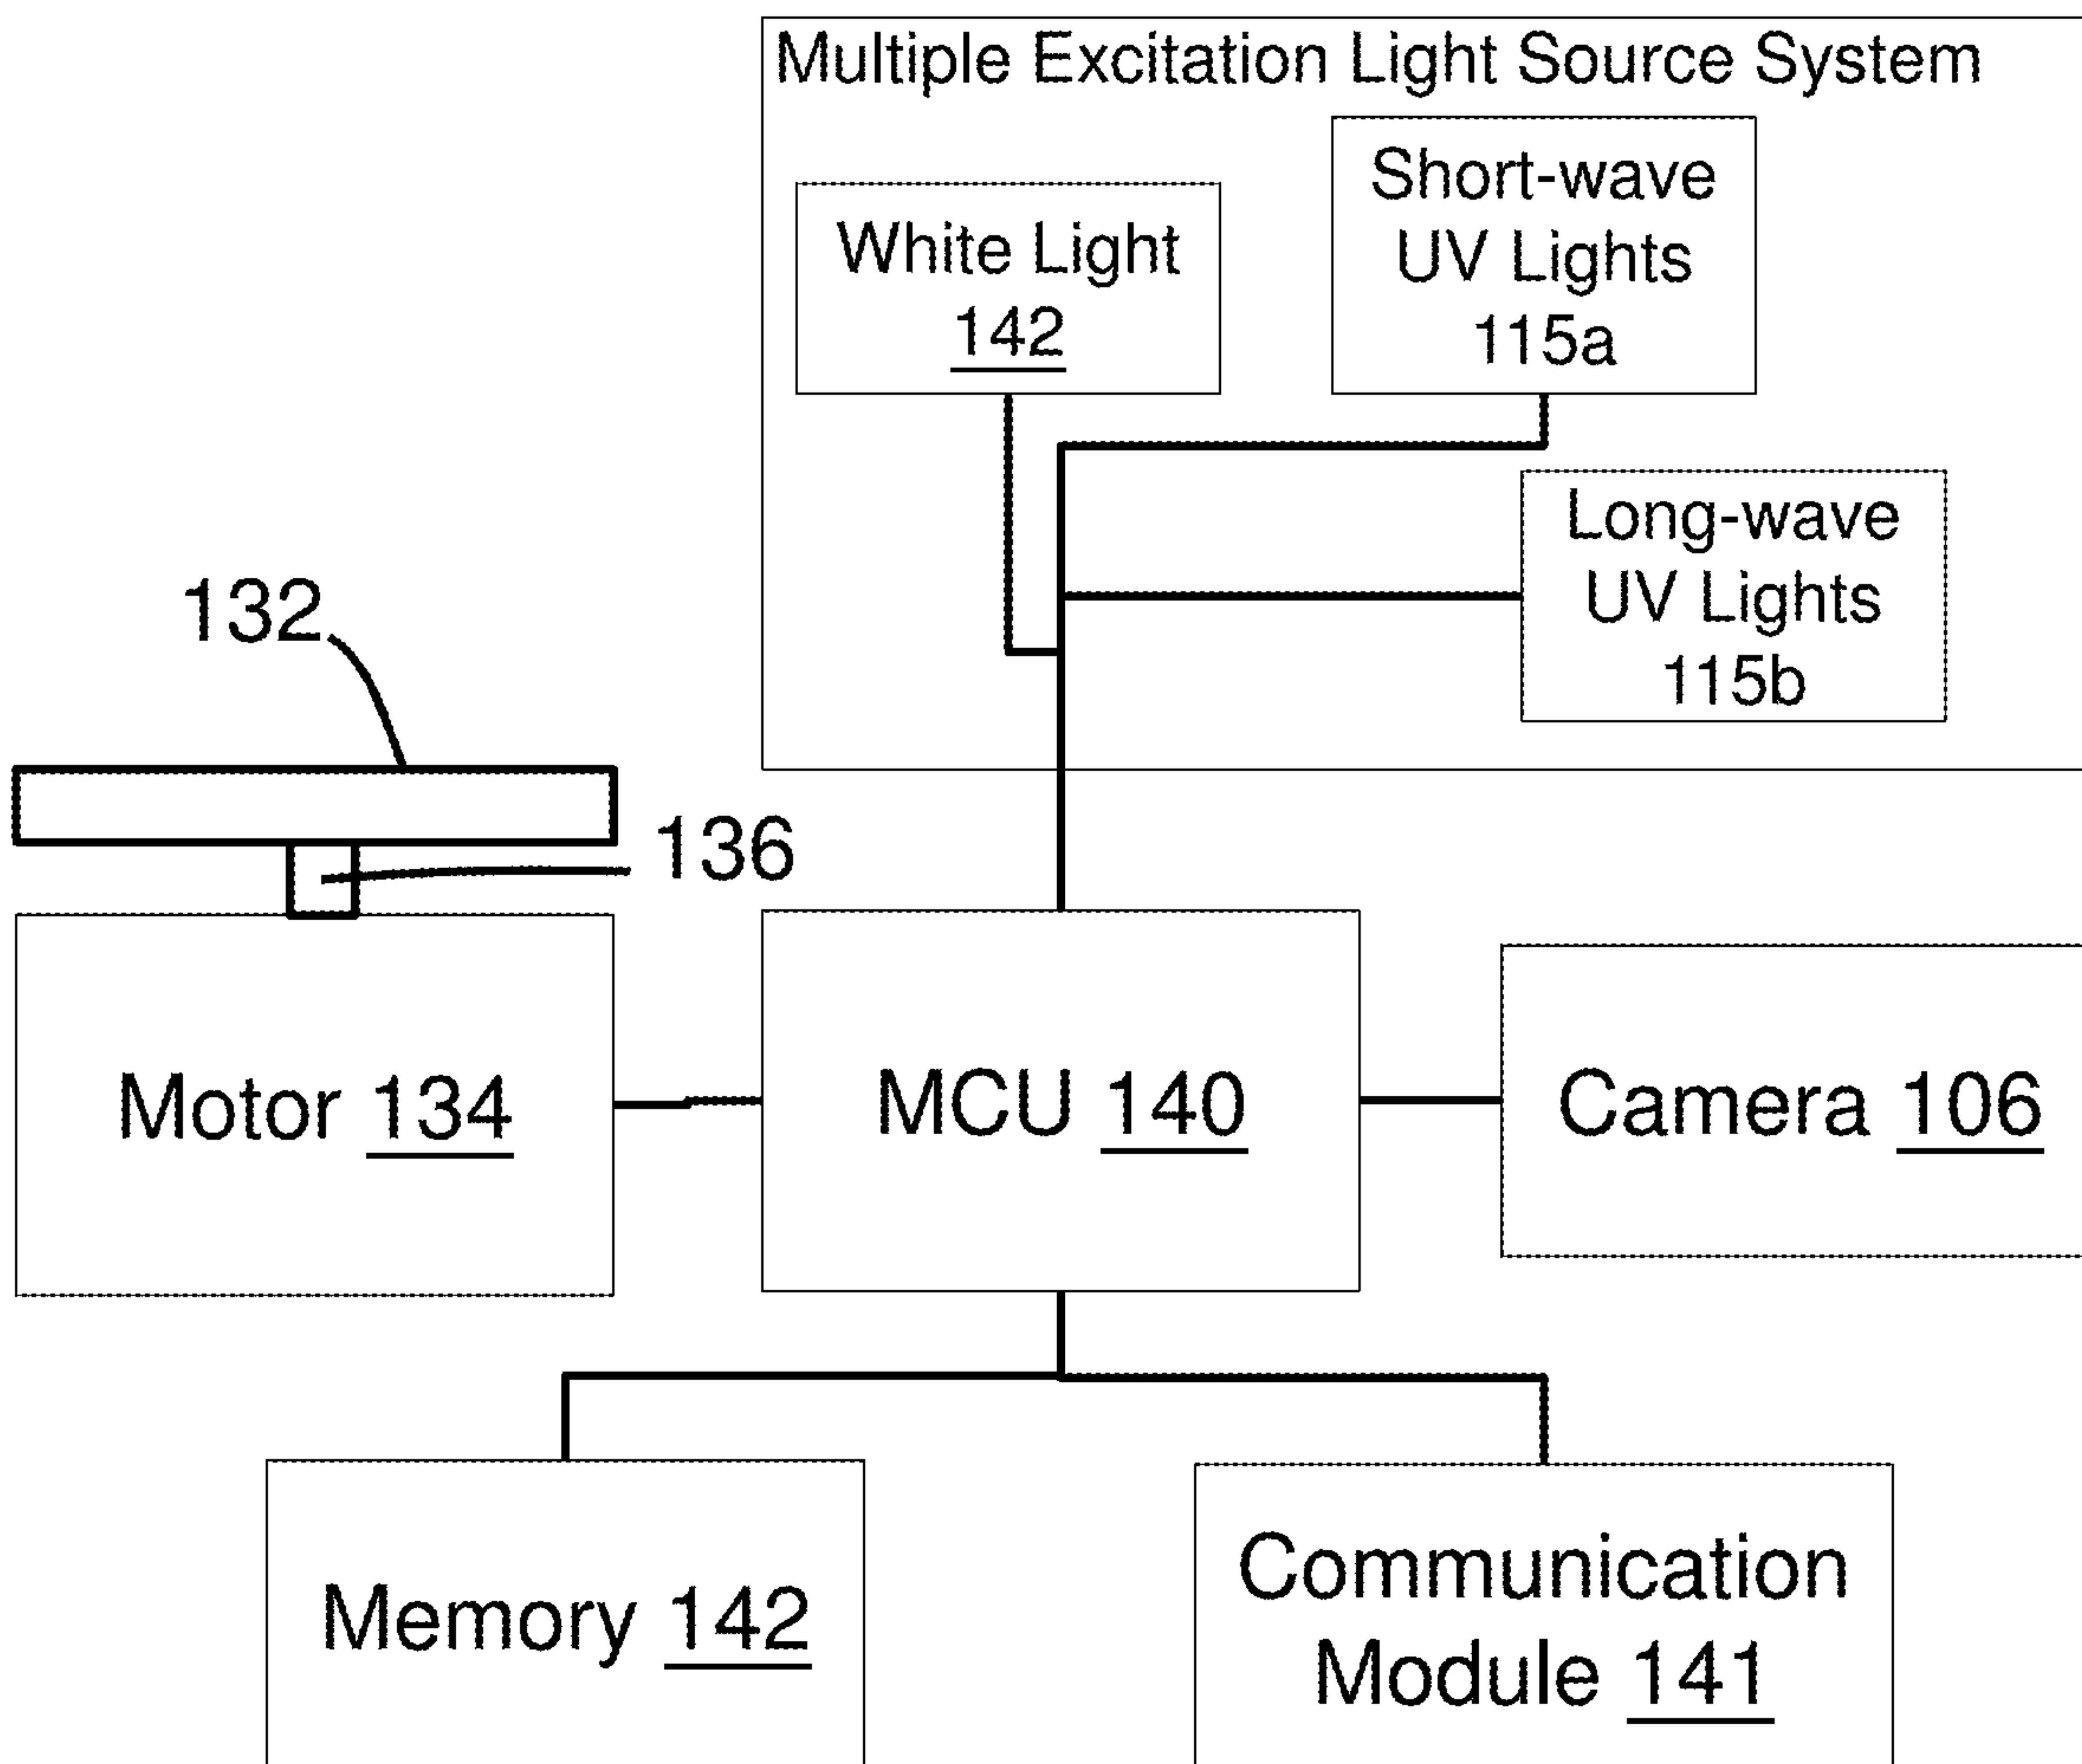 Multiple Excitation Light Source System
White Light
142
Short-wave
UV Lights
115a
Long-wave
UV Lights
115b
132
136
Motor 134
MCU 140
Camera 106
Memory 142
Communication
Module 141